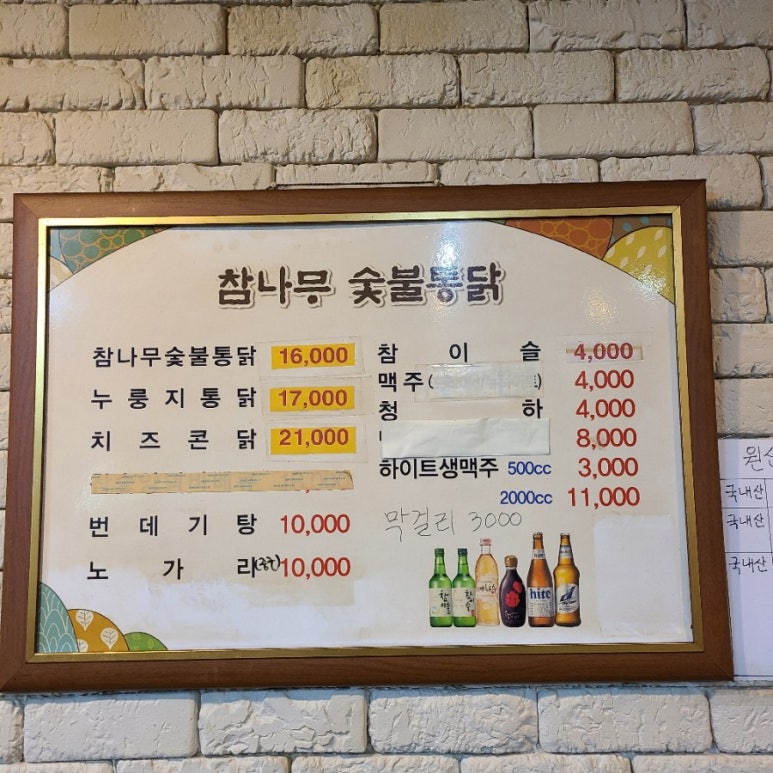 참나무 숯불통닭
참나무숯불통닭 16,000
누룽지통닭 17,000
치즈콘닭 21,000
번데기탕 10,000
노가리 10,000
참이슬 4,000
맥주( 4,000
청하 4,000
8,000
하이트생맥주 500cc 3,000
2000cc 11,000
막걸리 3000
참이슬
hite
국내산
국내산
국내산